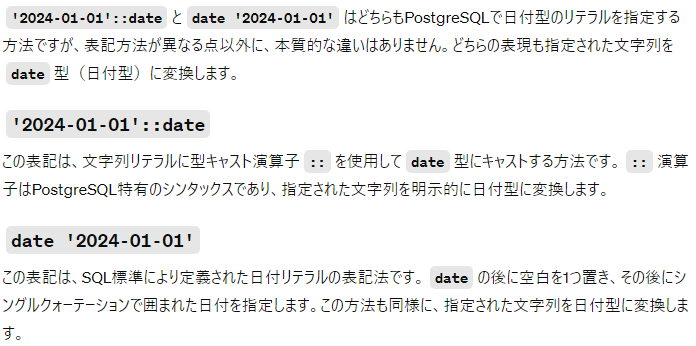 '2024-01-01'::date と date '2024-01-01' はどちらもPostgreSQLで日付型のリテラルを指定する
方法ですが、表記方法が異なる点以外に、本質的な違いはありません。どちらの表現も指定された文字列を
date 型（日付型）に変換します。
'2024-01-01'::date
この表記は、文字列リテラルに型キャスト演算子 :: を使用して date 型にキャストする方法です。 :: 演算
子はPostgreSQL特有のシンタックスであり、指定された文字列を明示的に日付型に変換します。
date '2024-01-01'
この表記は、SQL標準により定義された日付リテラルの表記法です。 date の後に空白を1つ置き、その後にシ
ングルクォーテーションで囲まれた日付を指定します。この方法も同様に、指定された文字列を日付型に変換しま
す。